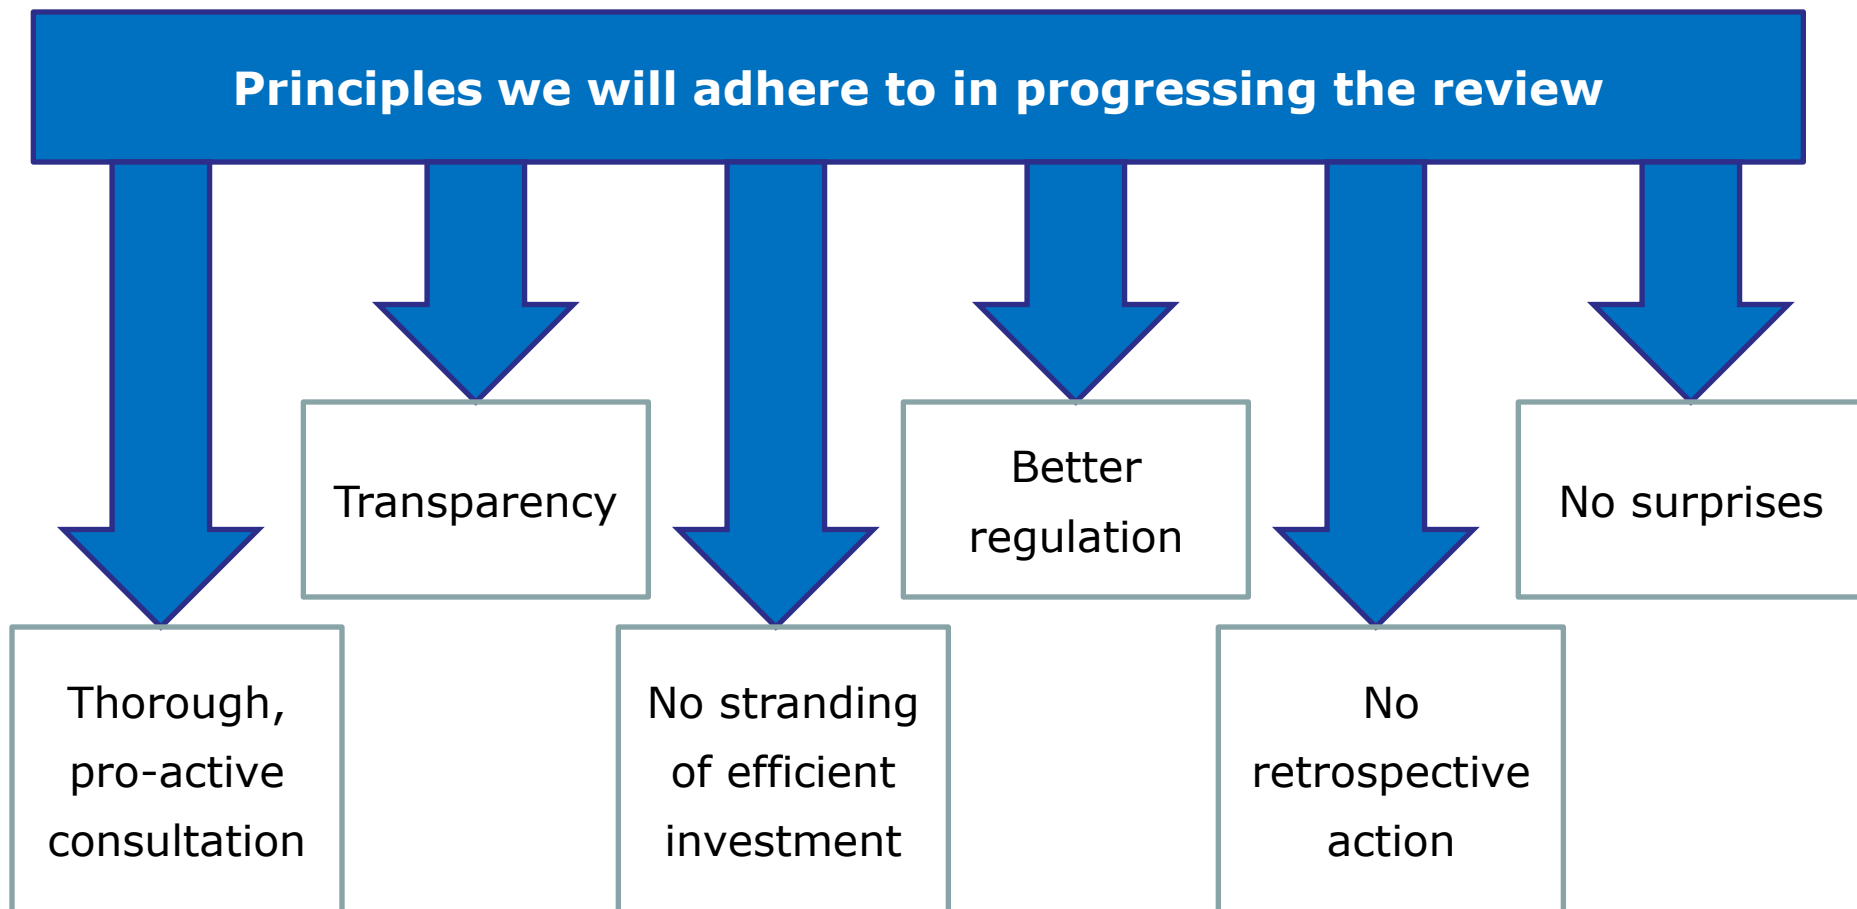 Principles we will adhere to in progressing the review
Transparency
Better
regulation
No surprises
Thorough,
pro-active
consultation
No stranding
of efficient
investment
No
retrospective
action